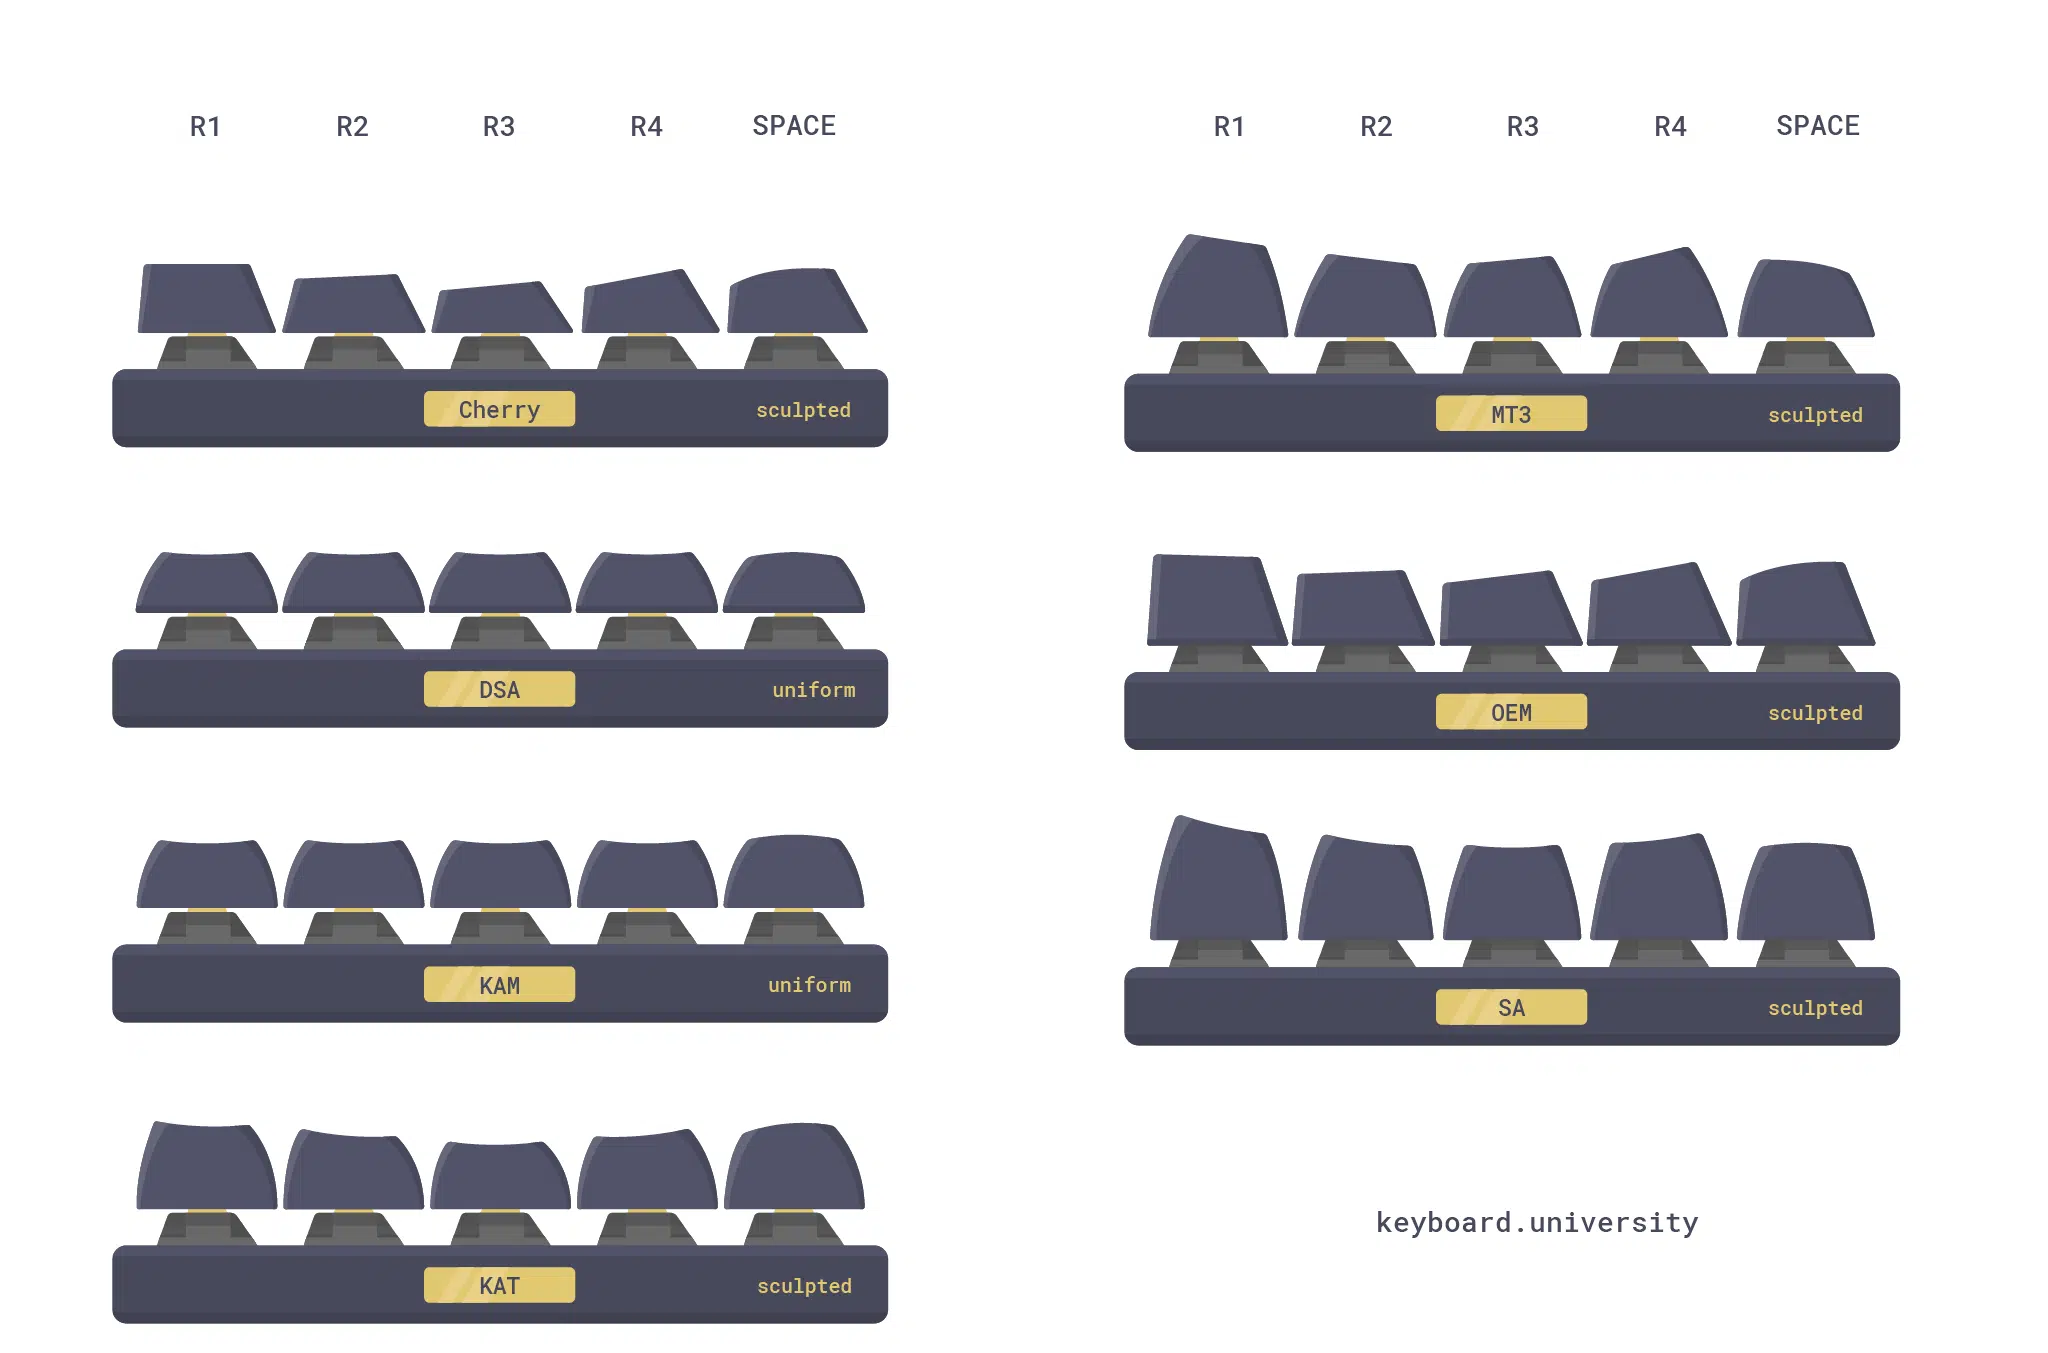 R1 R2 R3 R4 SPACE
Cherry sculpted
DSA uniform
KAM uniform
KAT sculpted
R1 R2 R3 R4 SPACE
MT3 sculpted
OEM sculpted
SA sculpted
keyboard.university